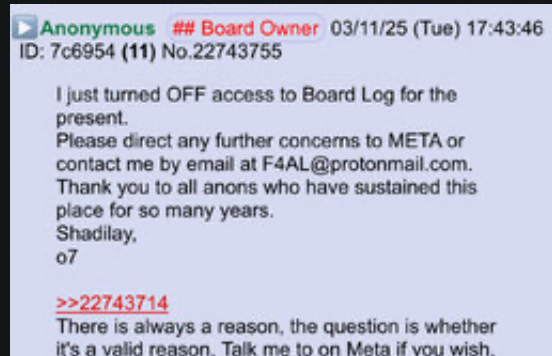 Anonymous ## Board Owner 03/11/25 (Tue) 17:43:46
ID: 7c6954 (11) No.22743755
I just turned OFF access to Board Log for the
present.
Please direct any further concerns to META or
contact me by email at F4AL@protonmail.com.
Thank you to all anons who have sustained this
place for so many years.
Shadilay,
o7
>>22743714
There is always a reason, the question is whether
it's a valid reason. Talk me to on Meta if you wish.